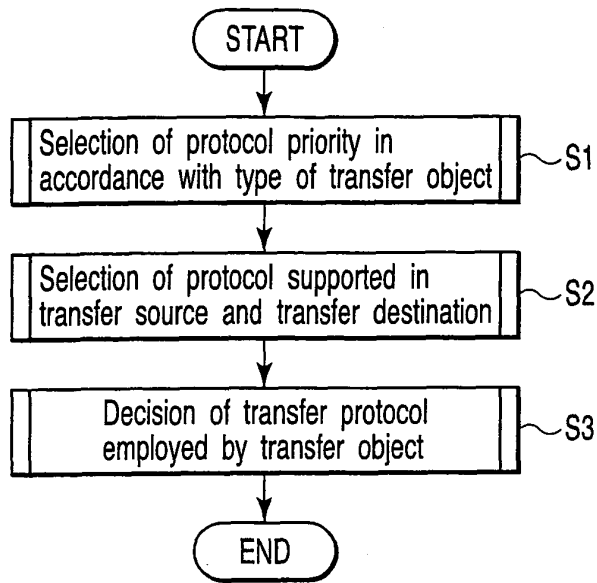 START
Selection of protocol priority in
accordance with type of transfer object
S1
Selection of protocol supported in
transfer source and transfer destination
S2
Decision of transfer protocol
employed by transfer object
S3
END